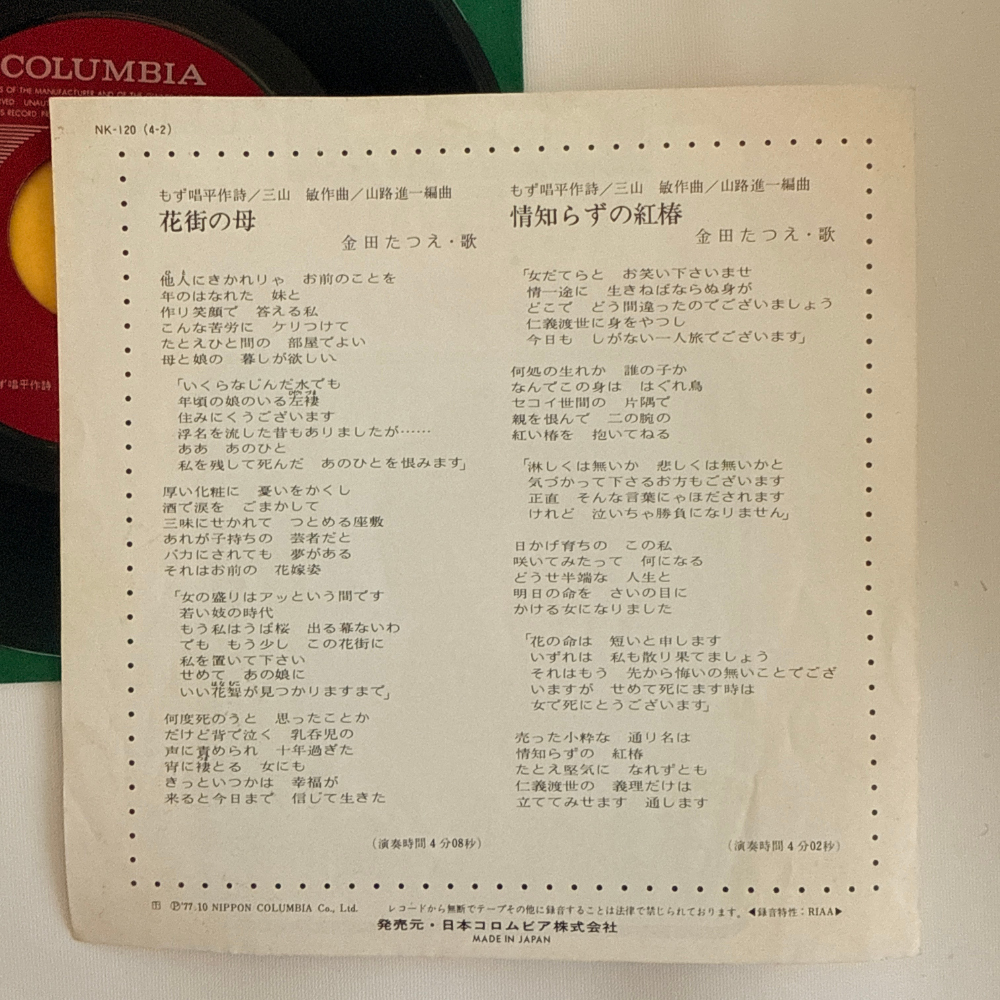 COLUMBIA
S OF THE MANUFACTURER AND OF THE
RVED UNAU
S RECORD PR
ず唱平作詩
NK-120 (4-2)
もず唱平作詩／三山　敏作曲／山路進一編曲
花街の母
金田たつえ・歌
他人にきかれりゃ　お前のことを
年のはなれた　妹と
作り笑顔で　答える私
こんな苦労に　ケリつけて
たとえひと間の　部屋でよい
母と娘の　暮しが欲しい
「いくらなじんだ水でも
年頃の娘のいる左褄
住みにくうございます
浮名を流した昔もありましたが……
ああ　あのひと
私を残して死んだ　あのひとを恨みます」
厚い化粧に　憂いをかくし
酒で涙を　ごまかして
三味にせかれて　つとめる座敷
あれが子持ちの　芸者だと
バカにされても　夢がある
それはお前の　花嫁姿
「女の盛りはアッという間です
若い妓の時代
もう私はうば桜　出る幕ないわ
でも　もう少し　この花街に
私を置いて下さい
せめて　あの娘に
いい花聟が見つかりますまで」
何度死のうと　思ったことか
だけど背で泣く　乳呑児の
声に責められ　十年過ぎた
宵に褄とる　女にも
きっといつかは　幸福が
来ると今日まで　信じて生きた
（演奏時間4分08秒）
もず唱平作詩／三山　敏作曲／山路進一編曲
情知らずの紅椿
金田たつえ・歌
「女だてらと　お笑い下さいませ
情一途に　生きねばならぬ身が
どこで　どう間違ったのでございましょう
仁義渡世に身をやつし
今日も　しがない一人旅でございます」
何処の生れか　誰の子か
なんでこの身は　はぐれ鳥
セコイ世間の　片隅で
親を恨んで　二の腕の
紅い椿を　抱いてねる
「淋しくは無いか　悲しくは無いかと
気づかって下さるお方もございます
正直　そんな言葉にゃほだされます
けれど　泣いちゃ勝負になりません」
日かげ育ちの　この私
咲いてみたって　何になる
どうせ半端な　人生と
明日の命を　さいの目に
かける女になりました
「花の命は　短いと申します
いずれは　私も散り果てましょう
それはもう　先から悔いの無いことでござ
いますが　せめて死にます時は
女で死にとうございます」
売った小粋な　通り名は
情知らずの　紅椿
たとえ堅気に　なれずとも
仁義渡世の　義理だけは
立ててみせます　通します
（演奏時間4分02秒）
Ⓟ'77.10 NIPPON COLUMBIA Co., Ltd.　レコードから無断でテープその他に録音することは法律で禁じられております。◀録音特性：RIAA▶
発売元・日本コロムビア株式会社
MADE IN JAPAN